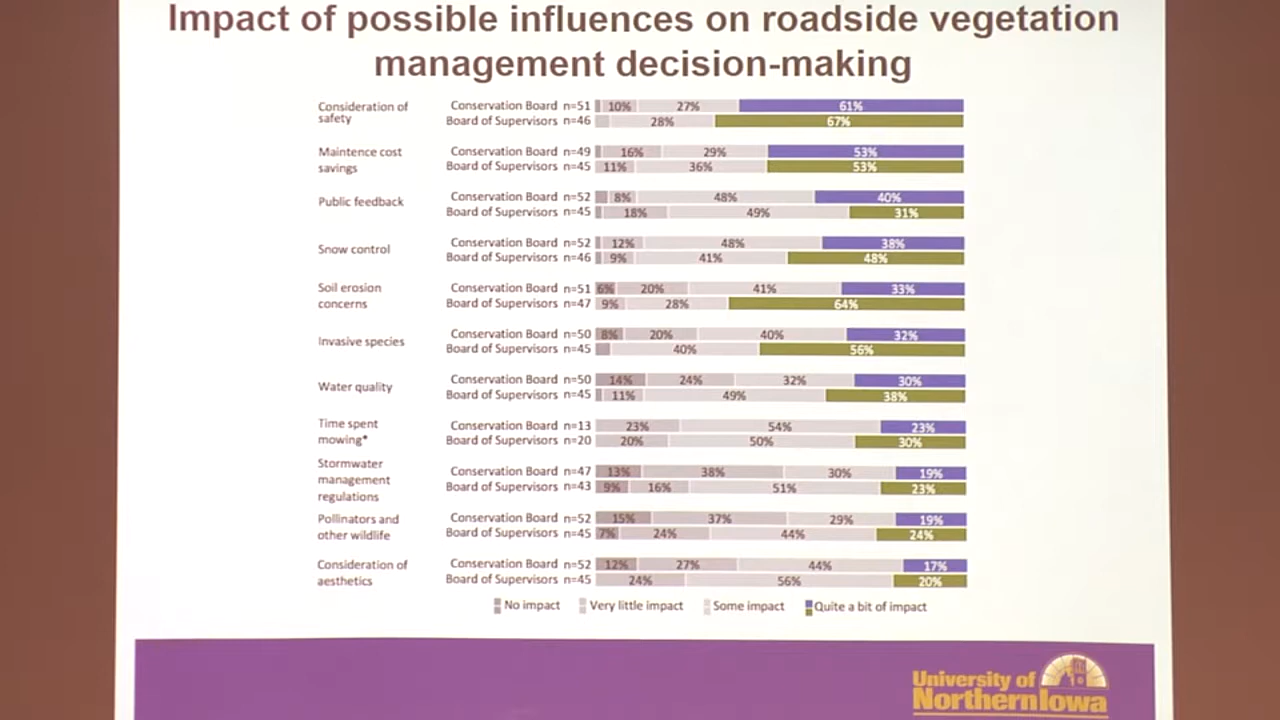 Impact of possible influences on roadside vegetation
management decision-making
Consideration of
safety
Conservation Board n=51 10% 27% 61%
Board of Supervisors n=46 28% 67%
Maintence cost
savings
Conservation Board n=49 16% 29% 53%
Board of Supervisors n=45 11% 36% 53%
Public feedback
Conservation Board n=52 8% 48% 40%
Board of Supervisors n=45 18% 49% 31%
Snow control
Conservation Board n=52 12% 48% 38%
Board of Supervisors n=46 9% 41% 48%
Soil erosion
concerns
Conservation Board n=51 6% 20% 41% 33%
Board of Supervisors n=47 9% 28% 64%
Invasive species
Conservation Board n=50 8% 20% 40% 32%
Board of Supervisors n=45 40% 56%
Water quality
Conservation Board n=50 14% 24% 32% 30%
Board of Supervisors n=45 11% 49% 38%
Time spent
mowing*
Conservation Board n=13 23% 54% 23%
Board of Supervisors n=20 20% 50% 30%
Stormwater
management
regulations
Conservation Board n=47 13% 38% 30% 19%
Board of Supervisors n=43 9% 16% 51% 23%
Pollinators and
other wildlife
Conservation Board n=52 15% 37% 29% 19%
Board of Supervisors n=45 7% 24% 44% 24%
Consideration of
aesthetics
Conservation Board n=52 12% 27% 44% 17%
Board of Supervisors n=45 24% 56% 20%
No impact Very little impact Some impact Quite a bit of impact
University of
NorthernIowa